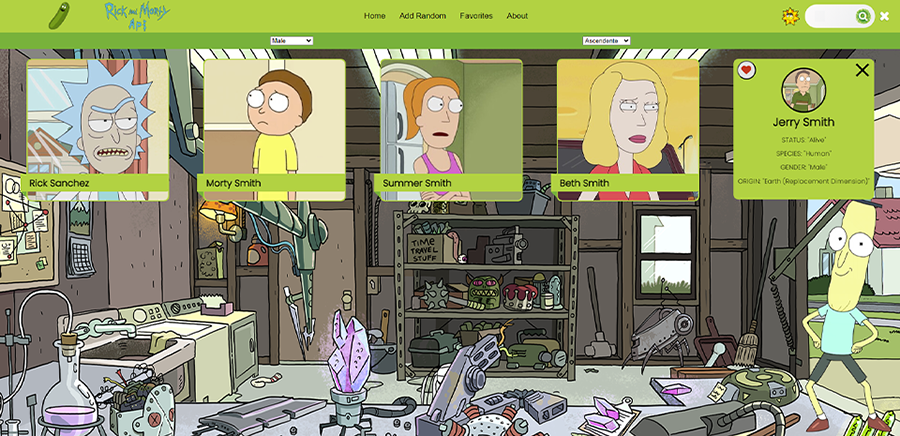 Rick and Morty
API
Home
Add Random
Favorites
About
Male
Ascendente
Rick Sanchez
Morty Smith
Summer Smith
Beth Smith
Jerry Smith
STATUS: "Alive"
SPECIES: "Human"
GENDER: "Male"
ORIGIN: "Earth (Replacement Dimension)"
TIME
TRAVEL
STUFF